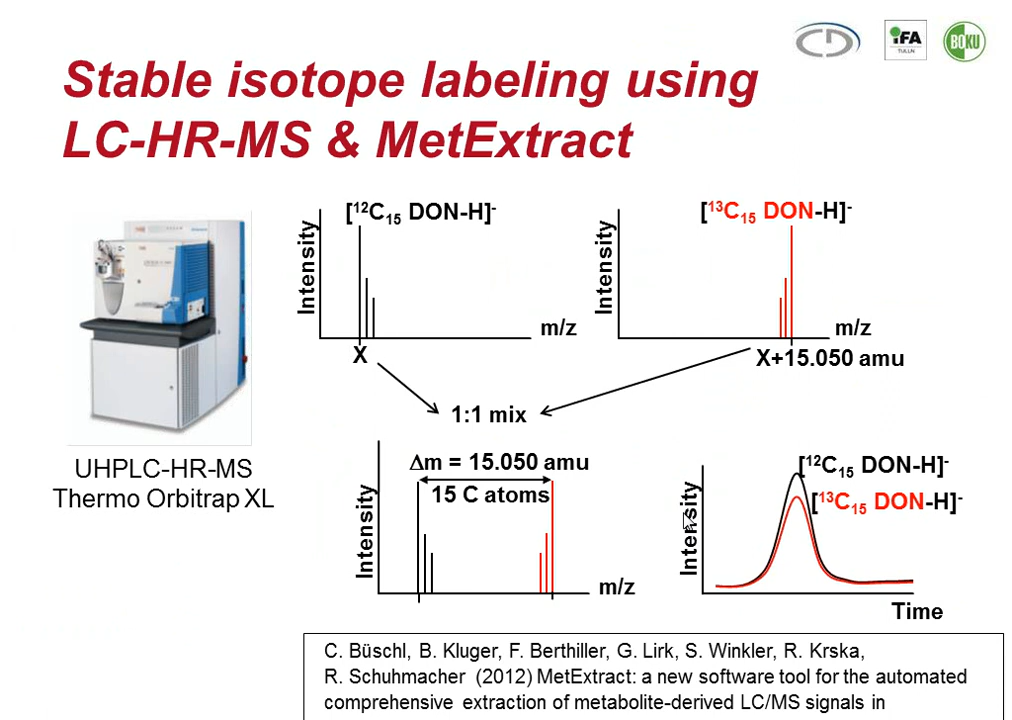 iFA
TULLN
BOKU
Stable isotope labeling using
LC-HR-MS & MetExtract
[¹²C₁₅ DON-H]⁻
[¹³C₁₅ DON-H]⁻
Intensity
Intensity
m/z
m/z
X
X+15.050 amu
1:1 mix
UHPLC-HR-MS
Thermo Orbitrap XL
Δm = 15.050 amu
15 C atoms
Intensity
m/z
[¹²C₁₅ DON-H]⁻
[¹³C₁₅ DON-H]⁻
Intensity
Time
C. Büschl, B. Kluger, F. Berthiller, G. Lirk, S. Winkler, R. Krska,
R. Schuhmacher (2012) MetExtract: a new software tool for the automated
comprehensive extraction of metabolite-derived LC/MS signals in